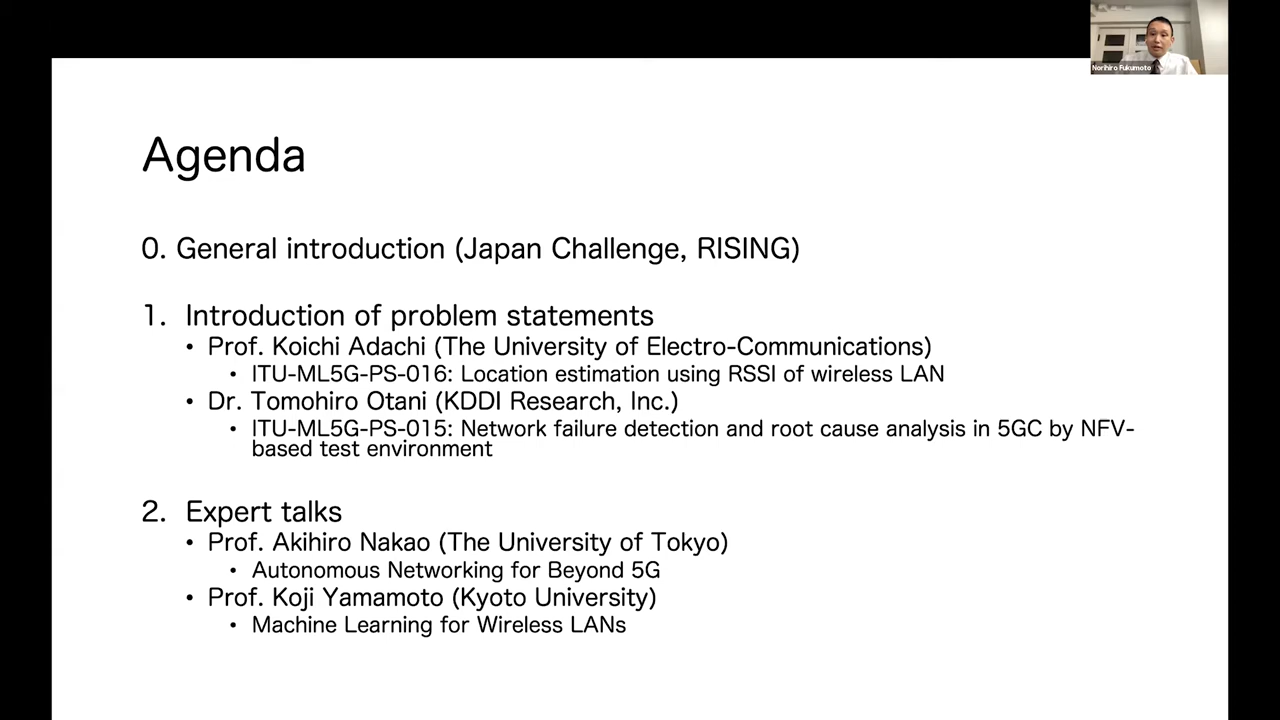 Norihiro Fukumoto
Agenda
0. General introduction (Japan Challenge, RISING)
1. Introduction of problem statements
• Prof. Koichi Adachi (The University of Electro-Communications)
• ITU-ML5G-PS-016: Location estimation using RSSI of wireless LAN
• Dr. Tomohiro Otani (KDDI Research, Inc.)
• ITU-ML5G-PS-015: Network failure detection and root cause analysis in 5GC by NFV-
based test environment
2. Expert talks
• Prof. Akihiro Nakao (The University of Tokyo)
• Autonomous Networking for Beyond 5G
• Prof. Koji Yamamoto (Kyoto University)
• Machine Learning for Wireless LANs